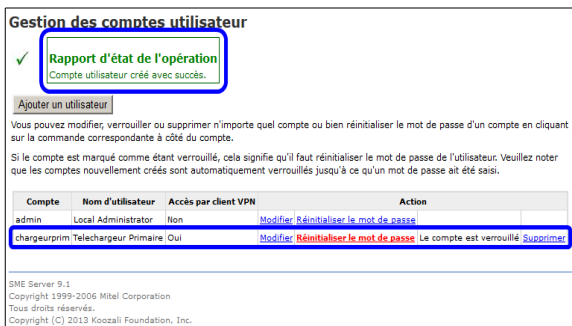 Gestion des comptes utilisateur
Rapport d'état de l'opération
Compte utilisateur créé avec succès.
Ajouter un utilisateur
Vous pouvez modifier, verrouiller ou supprimer n'importe quel compte ou bien réinitialiser le mot de passe d'un compte en cliquant
sur la commande correspondante à côté du compte.
Si le compte est marqué comme étant verrouillé, cela signifie qu'il faut réinitialiser le mot de passe de l'utilisateur. Veuillez noter
que les comptes nouvellement créés sont automatiquement verrouillés jusqu'à ce qu'un mot de passe ait été saisi.
Compte Nom d'utilisateur Accès par client VPN Action
admin Local Administrator Non Modifier Réinitialiser le mot de passe
chargeurprim Telechargeur Primaire Oui Modifier Réinitialiser le mot de passe Le compte est verrouillé Supprimer
SME Server 9.1
Copyright 1999-2006 Mitel Corporation
Tous droits réservés.
Copyright (C) 2013 Koozali Foundation, Inc.